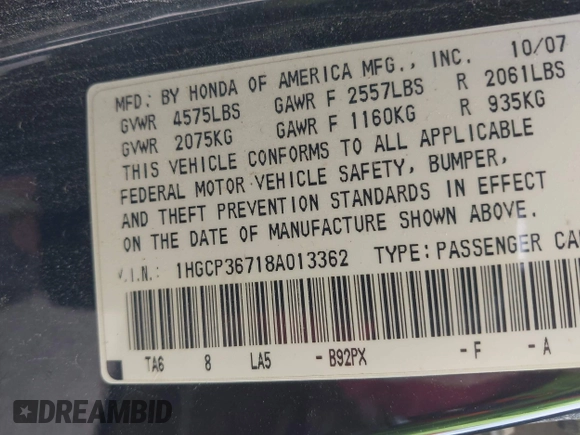 MFD. BY HONDA OF AMERICA MFG., INC. 10/07
GVWR 4575LBS GAWR F 2557LBS R 2061LBS
GVWR 2075KG GAWR F 1160KG R 935KG
THIS VEHICLE CONFORMS TO ALL APPLICABLE
FEDERAL MOTOR VEHICLE SAFETY, BUMPER,
AND THEFT PREVENTION STANDARDS IN EFFECT
ON THE DATE OF MANUFACTURE SHOWN ABOVE.
V.I.N.: 1HGCP36718A013362 TYPE: PASSENGER CA
TA6 8 LA5 -B92PX -F -A
DREAMBID